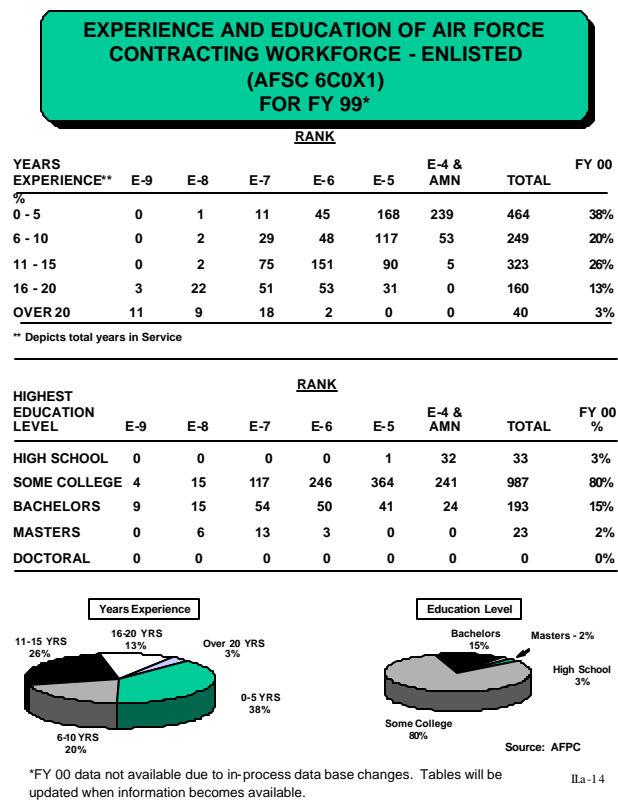 EXPERIENCE AND EDUCATION OF AIR FORCE
CONTRACTING WORKFORCE - ENLISTED
(AFSC 6C0X1)
FOR FY 99*
RANK
YEARS E-4 & FY 00
EXPERIENCE** E-9 E-8 E-7 E-6 E-5 AMN TOTAL
%
0 - 5 0 1 11 45 168 239 464 38%
6 - 10 0 2 29 48 117 53 249 20%
11 - 15 0 2 75 151 90 5 323 26%
16 - 20 3 22 51 53 31 0 160 13%
OVER 20 11 9 18 2 0 0 40 3%
** Depicts total years in Service
RANK
HIGHEST
EDUCATION E-4 & FY 00
LEVEL E-9 E-8 E-7 E-6 E-5 AMN TOTAL %
HIGH SCHOOL 0 0 0 0 1 32 33 3%
SOME COLLEGE 4 15 117 246 364 241 987 80%
BACHELORS 9 15 54 50 41 24 193 15%
MASTERS 0 6 13 3 0 0 23 2%
DOCTORAL 0 0 0 0 0 0 0 0%
Years Experience
11-15 YRS
26%
16-20 YRS
13%
Over 20 YRS
3%
0-5 YRS
38%
6-10 YRS
20%
Education Level
Bachelors
15%
Masters - 2%
High School
3%
Some College
80%
Source: AFPC
*FY 00 data not available due to in-process data base changes. Tables will be
updated when information becomes available.
II.a-14